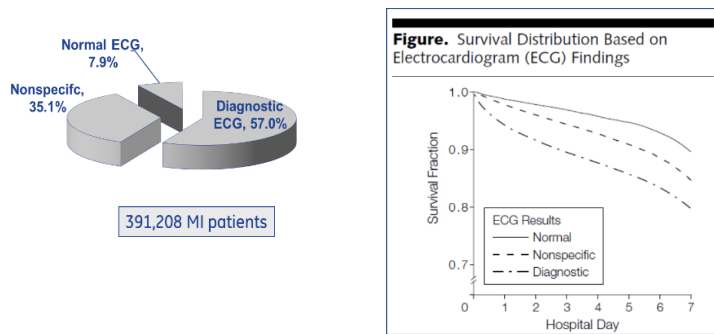 Normal ECG,
7.9%
Nonspecifc,
35.1%
Diagnostic
ECG, 57.0%
391,208 MI patients
Figure. Survival Distribution Based on
Electrocardiogram (ECG) Findings
Survival Fraction
1.0
0.9
0.8
0.7
ECG Results
Normal
Nonspecific
Diagnostic
0 1 2 3 4 5 6 7
Hospital Day